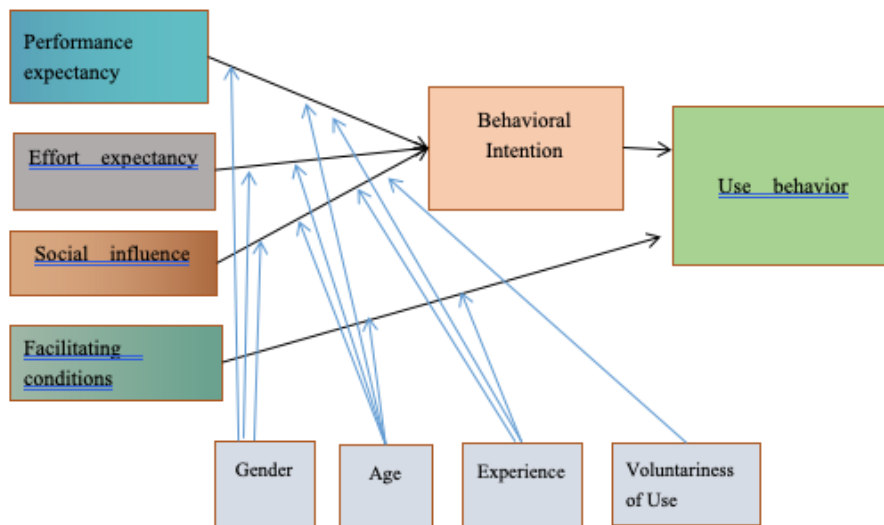 Performance
expectancy
Effort expectancy
Social influence
Facilitating
conditions
Behavioral
Intention
Use behavior
Gender
Age
Experience
Voluntariness
of Use